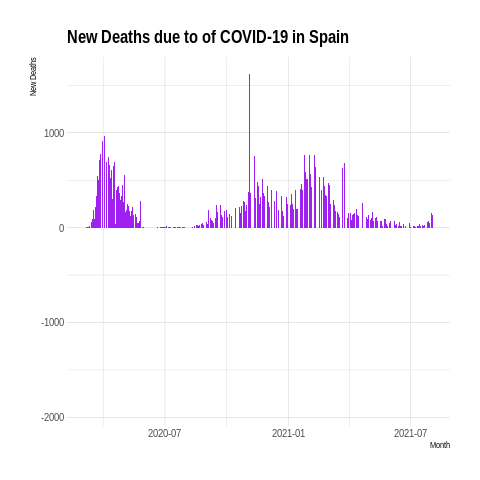 New Deaths due to of COVID-19 in Spain
New Deaths
1000
0
-1000
-2000
2020-07
2021-01
2021-07
Month